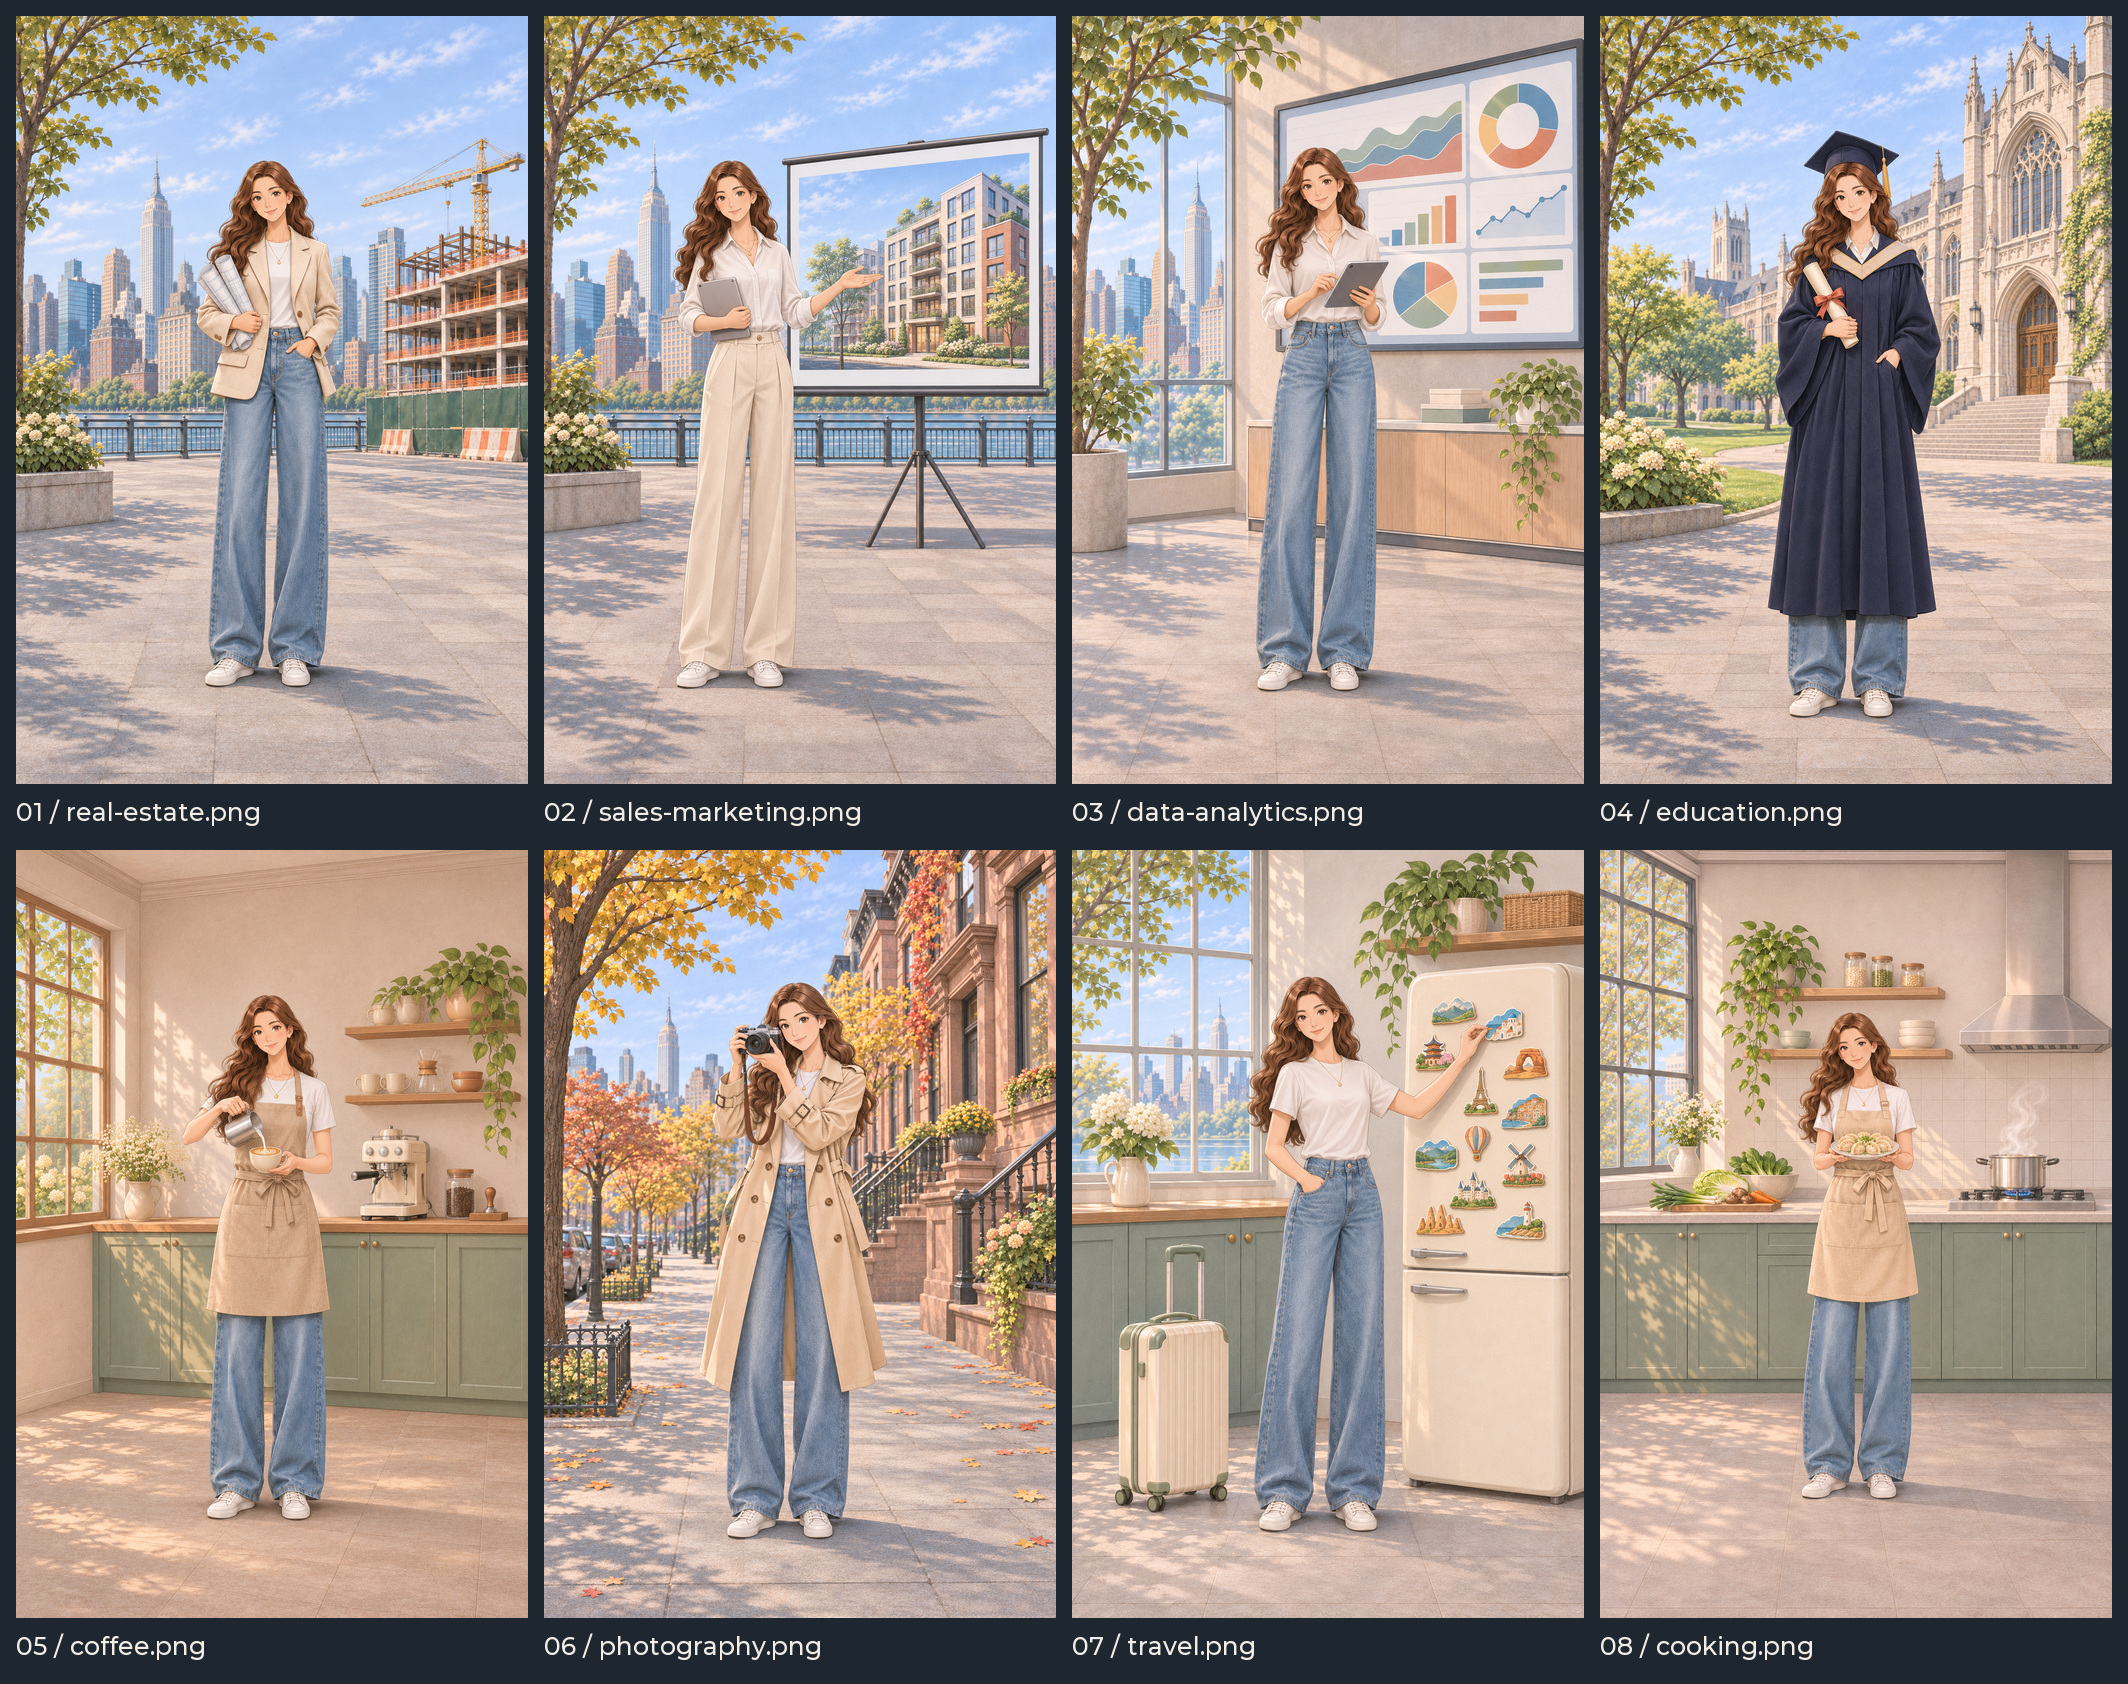 01 / real-estate.png
02 / sales-marketing.png
03 / data-analytics.png
04 / education.png
05 / coffee.png
06 / photography.png
07 / travel.png
08 / cooking.png